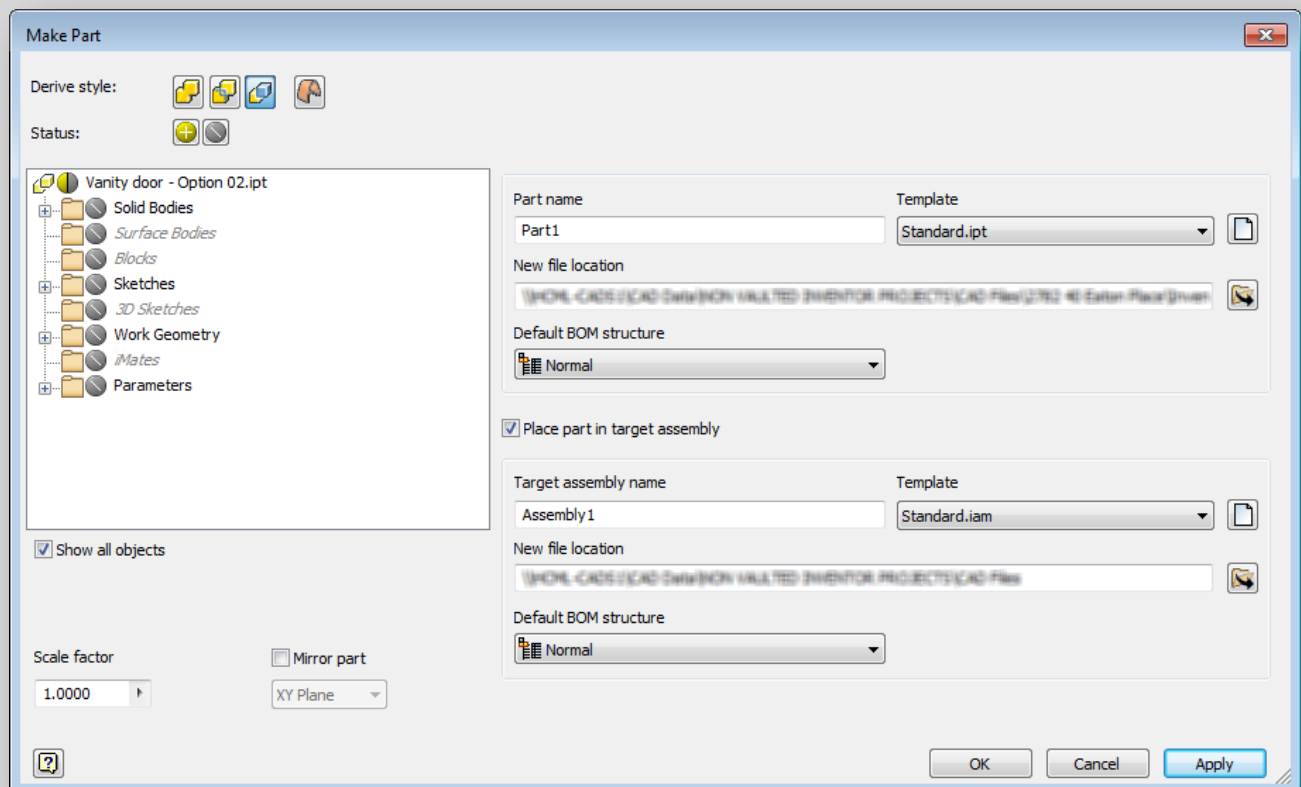 Make Part
Derive style:
Status:
Vanity door - Option 02.ipt
Solid Bodies
Surface Bodies
Blocks
Sketches
3D Sketches
Work Geometry
iMates
Parameters
Show all objects
Scale factor
1.0000
Mirror part
XY Plane
Part name
Template
Part1
Standard.ipt
New file location
Default BOM structure
Normal
Place part in target assembly
Target assembly name
Template
Assembly1
Standard.iam
New file location
Default BOM structure
Normal
OK
Cancel
Apply